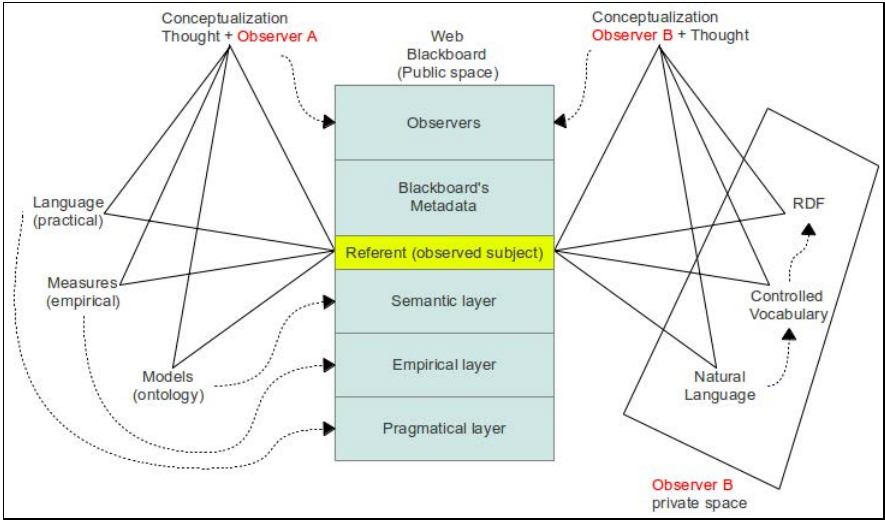 Conceptualization
Thought + Observer A
Web
Blackboard
(Public space)
Conceptualization
Observer B + Thought
Observers
Blackboard's
Metadata
Referent (observed subject)
Semantic layer
Empirical layer
Pragmatical layer
Language
(practical)
Measures
(empirical)
Models
(ontology)
RDF
Controlled
Vocabulary
Natural
Language
Observer B
private space